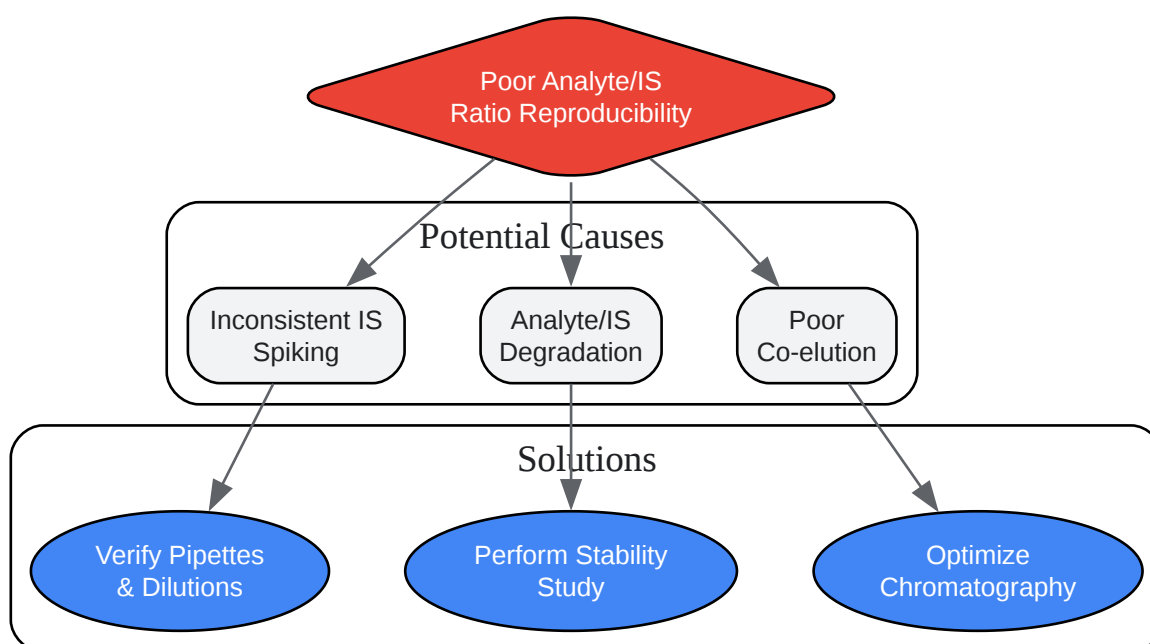 Poor Analyte/IS
Ratio Reproducibility
Potential Causes
Inconsistent IS
Spiking
Analyte/IS
Degradation
Poor
Co-elution
Solutions
Verify Pipettes
& Dilutions
Perform Stability
Study
Optimize
Chromatography